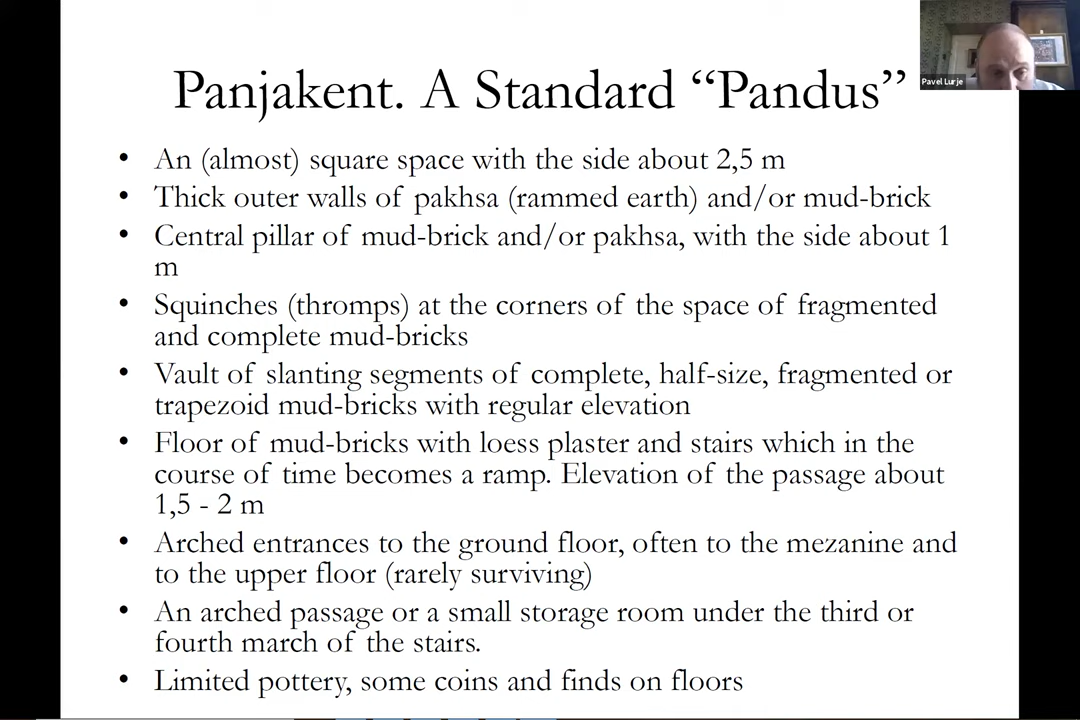 Panjakent. A Standard “Pandus”
Pavel Lurje
• An (almost) square space with the side about 2,5 m
• Thick outer walls of pakhsa (rammed earth) and/or mud-brick
• Central pillar of mud-brick and/or pakhsa, with the side about 1
m
• Squinches (thromps) at the corners of the space of fragmented
and complete mud-bricks
• Vault of slanting segments of complete, half-size, fragmented or
trapezoid mud-bricks with regular elevation
• Floor of mud-bricks with loess plaster and stairs which in the
course of time becomes a ramp. Elevation of the passage about
1,5 - 2 m
• Arched entrances to the ground floor, often to the mezanine and
to the upper floor (rarely surviving)
• An arched passage or a small storage room under the third or
fourth march of the stairs.
• Limited pottery, some coins and finds on floors